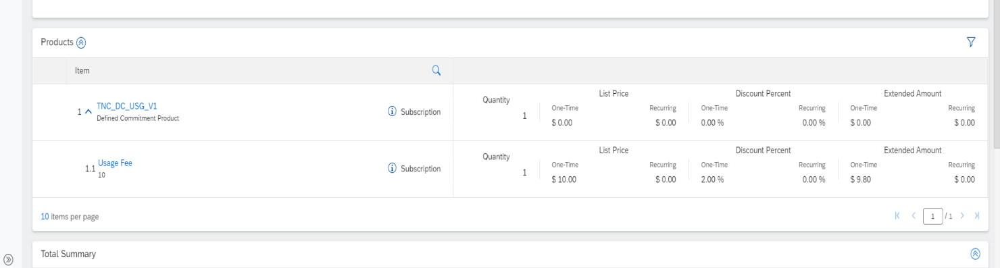 Products
Item
1 TNC_DC_USG_V1
Defined Commitment Product
Subscription
Quantity
1
List Price
One-Time Recurring
$ 0.00 $ 0.00
Discount Percent
One-Time Recurring
0.00 % 0.00 %
Extended Amount
One-Time Recurring
$ 0.00 $ 0.00
1.1 Usage Fee
10
Subscription
Quantity
1
List Price
One-Time Recurring
$ 10.00 $ 0.00
Discount Percent
One-Time Recurring
2.00 % 0.00 %
Extended Amount
One-Time Recurring
$ 9.80 $ 0.00
10 items per page
1 / 1
Total Summary